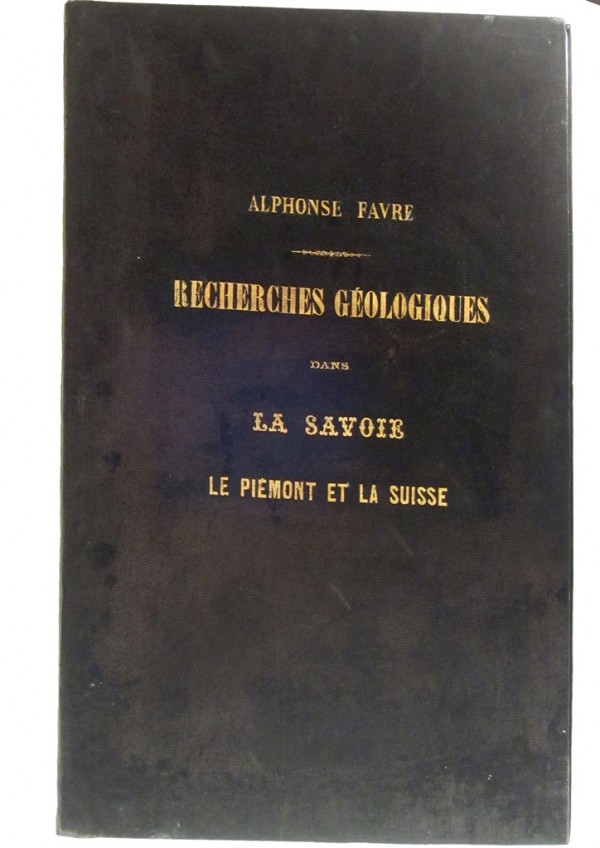 ALPHONSE FAVRE
RECHERCHES GÉOLOGIQUES
DANS
LA SAVOIE
LE PIÉMONT ET LA SUISSE